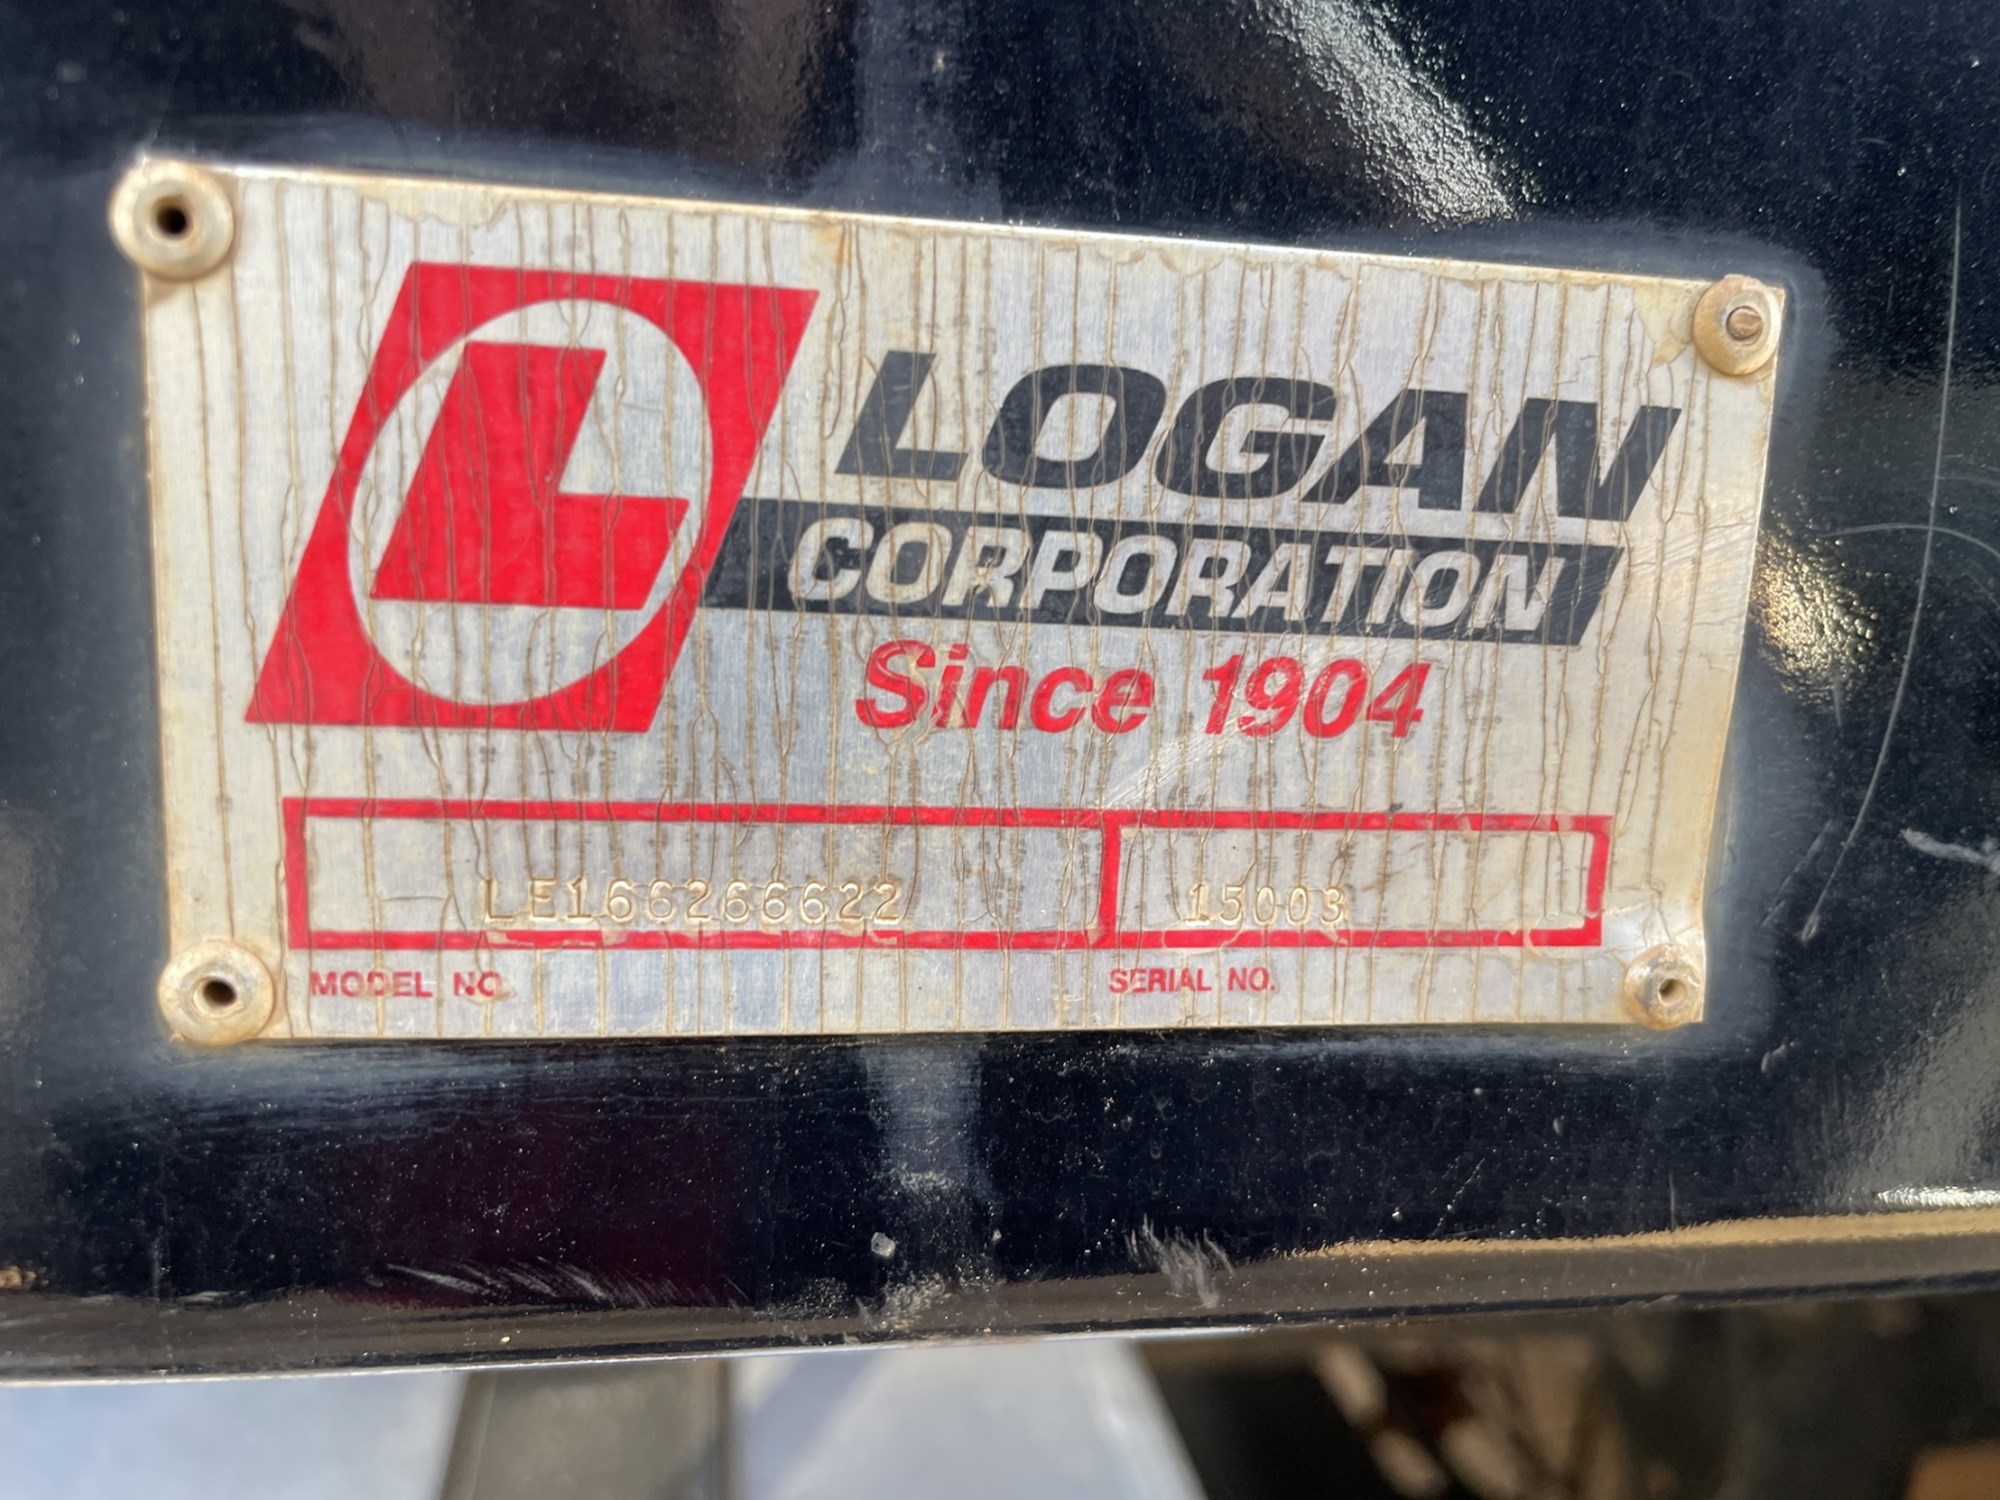 L
LOGAN
CORPORATION
Since 1904
LE166266622 15003
MODEL NO. SERIAL NO.